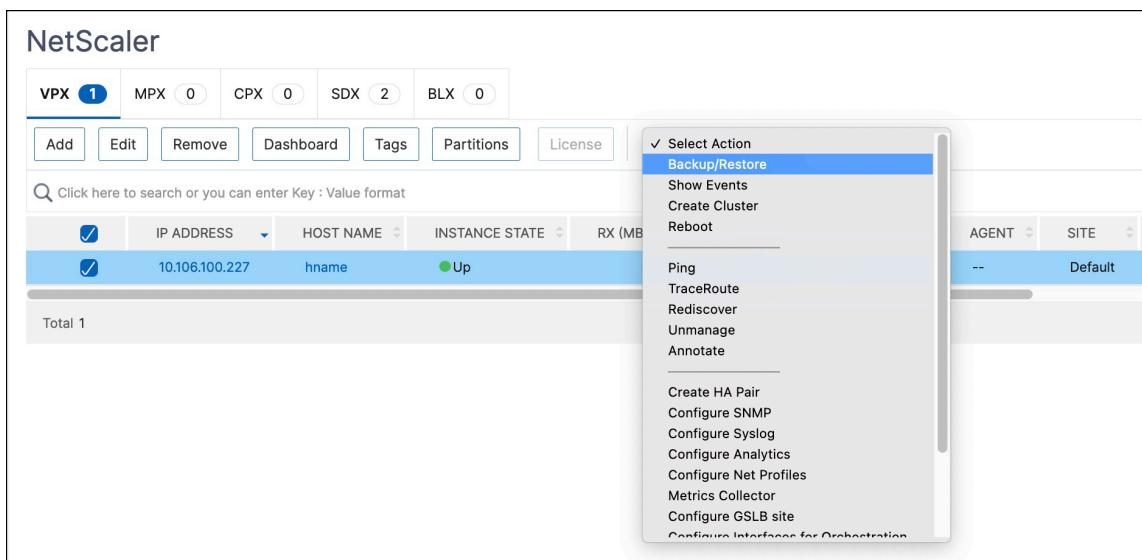 NetScaler
VPX 1 MPX 0 CPX 0 SDX 2 BLX 0
Add Edit Remove Dashboard Tags Partitions License
Click here to search or you can enter Key : Value format
IP ADDRESS HOST NAME INSTANCE STATE RX (MB AGENT SITE
10.106.100.227 hname Up -- Default
Total 1
✓ Select Action
Backup/Restore
Show Events
Create Cluster
Reboot
Ping
TraceRoute
Rediscover
Unmanage
Annotate
Create HA Pair
Configure SNMP
Configure Syslog
Configure Analytics
Configure Net Profiles
Metrics Collector
Configure GSLB site
Configure Interfaces for Orchestration